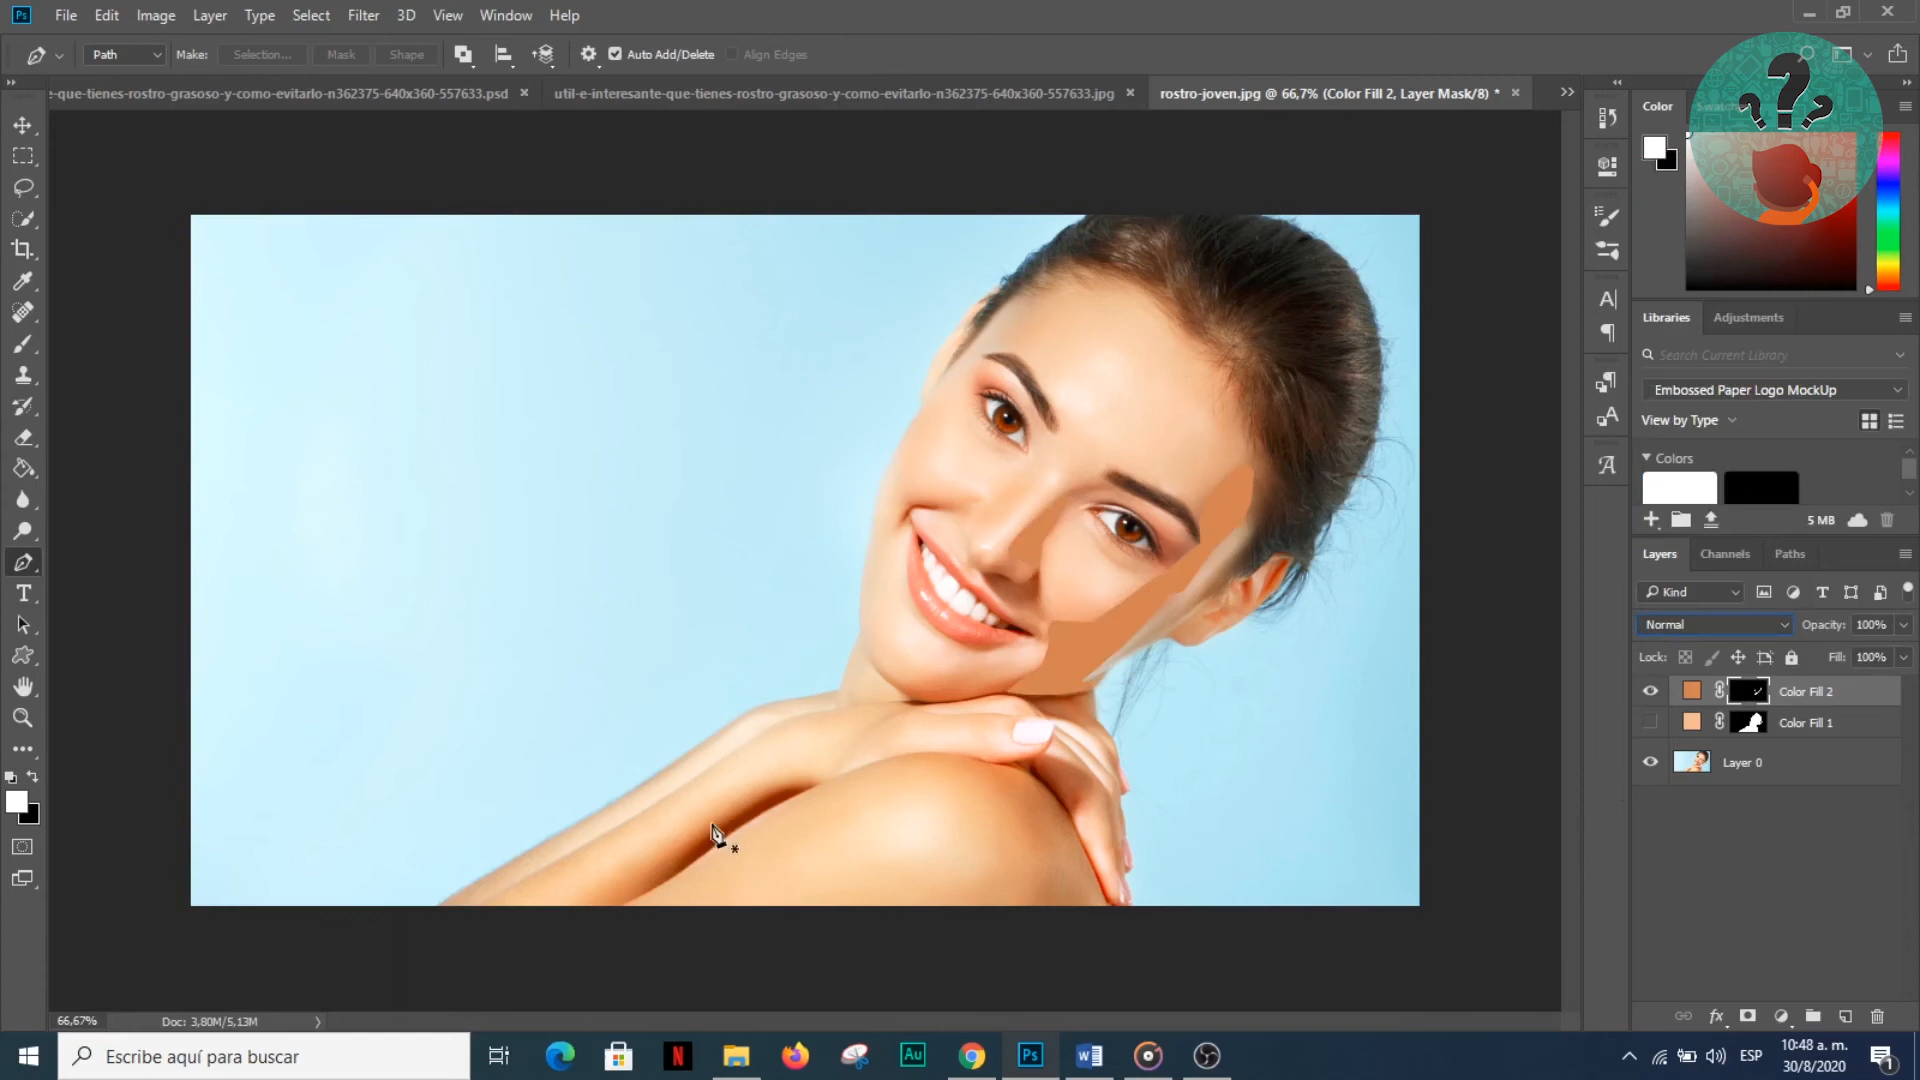 Ps File Edit Image Layer Type Select Filter 3D View Window Help
Path Make: Selection... Mask Shape Auto Add/Delete Align Edges
e-que-tienes-rostro-grasoso-y-como-evitarlo-n362375-640x360-557633.psd util-e-interesante-que-tienes-rostro-grasoso-y-como-evitarlo-n362375-640x360-557633.jpg rostro-joven.jpg @ 66,7% (Color Fill 2, Layer Mask/8) *
Color Swatches
Libraries Adjustments
Search Current Library
Embossed Paper Logo MockUp
View by Type
Colors
5 MB
Layers Channels Paths
Kind
Normal Opacity: 100%
Lock: Fill: 100%
Color Fill 2
Color Fill 1
Layer 0
66,67% Doc: 3,80M/5,13M
Escribe aquí para buscar
N Au Ps W
ESP 10:48 a. m.
30/8/2020
1